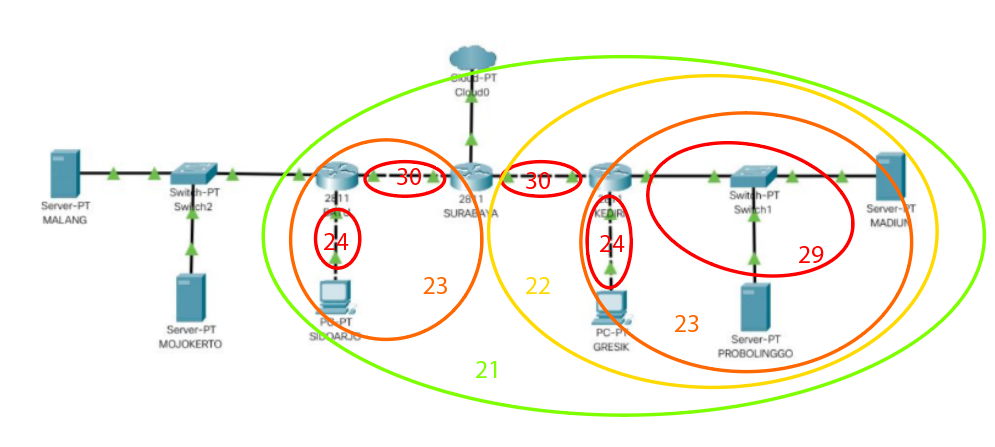 Cloud-PT
Cloud0
Server-PT
MALANG
Switch-PT
Switch2
2811
30
2811
SURABAYA
30
KEDIRI
Switch-PT
Switch1
Server-PT
MADIUN
24
24
29
23
22
23
Server-PT
MOJOKERTO
PC-PT
SIDOARJO
PC-PT
GRESIK
Server-PT
PROBOLINGGO
21